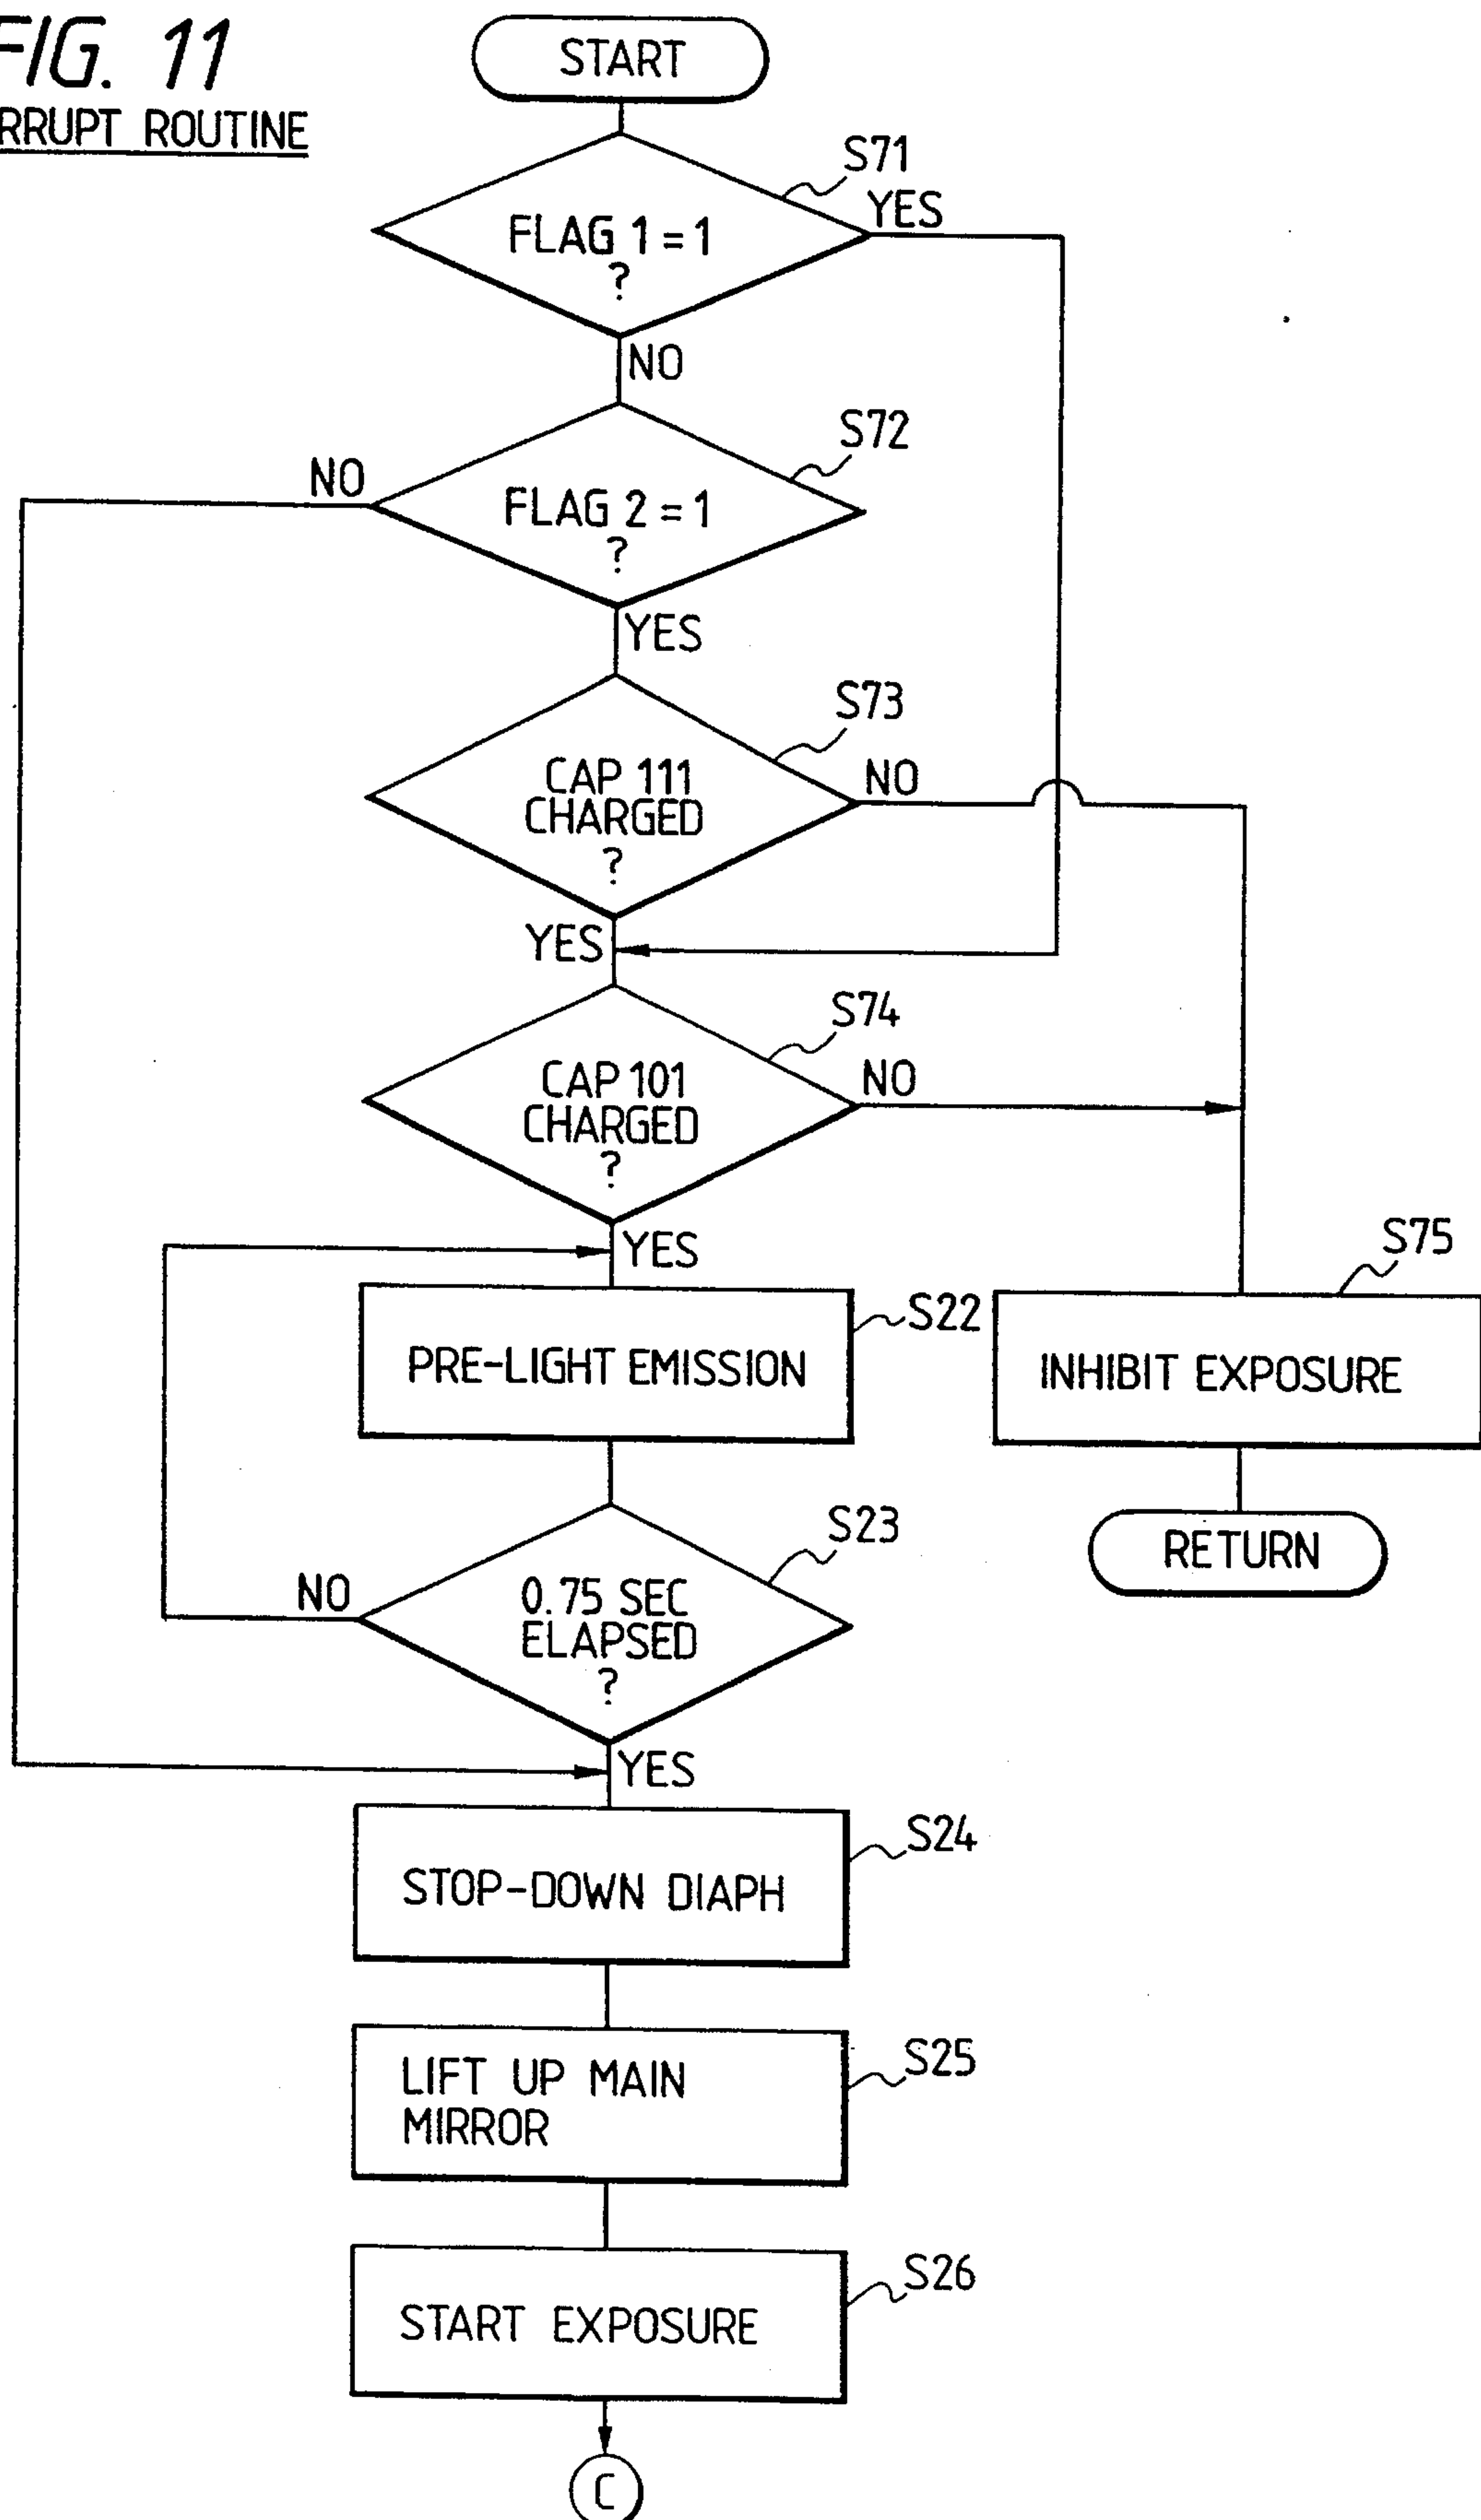 FIG. 11
RRUPT ROUTINE
START
S71
YES
FLAG 1 = 1
?
NO
S72
NO
FLAG 2 = 1
?
YES
S73
CAP 111
CHARGED
?
NO
YES
S74
CAP 101
CHARGED
?
NO
YES
S75
S22
PRE-LIGHT EMISSION
INHIBIT EXPOSURE
S23
RETURN
NO
0.75 SEC
ELAPSED
?
YES
S24
STOP-DOWN DIAPH
S25
LIFT UP MAIN
MIRROR
S26
START EXPOSURE
C